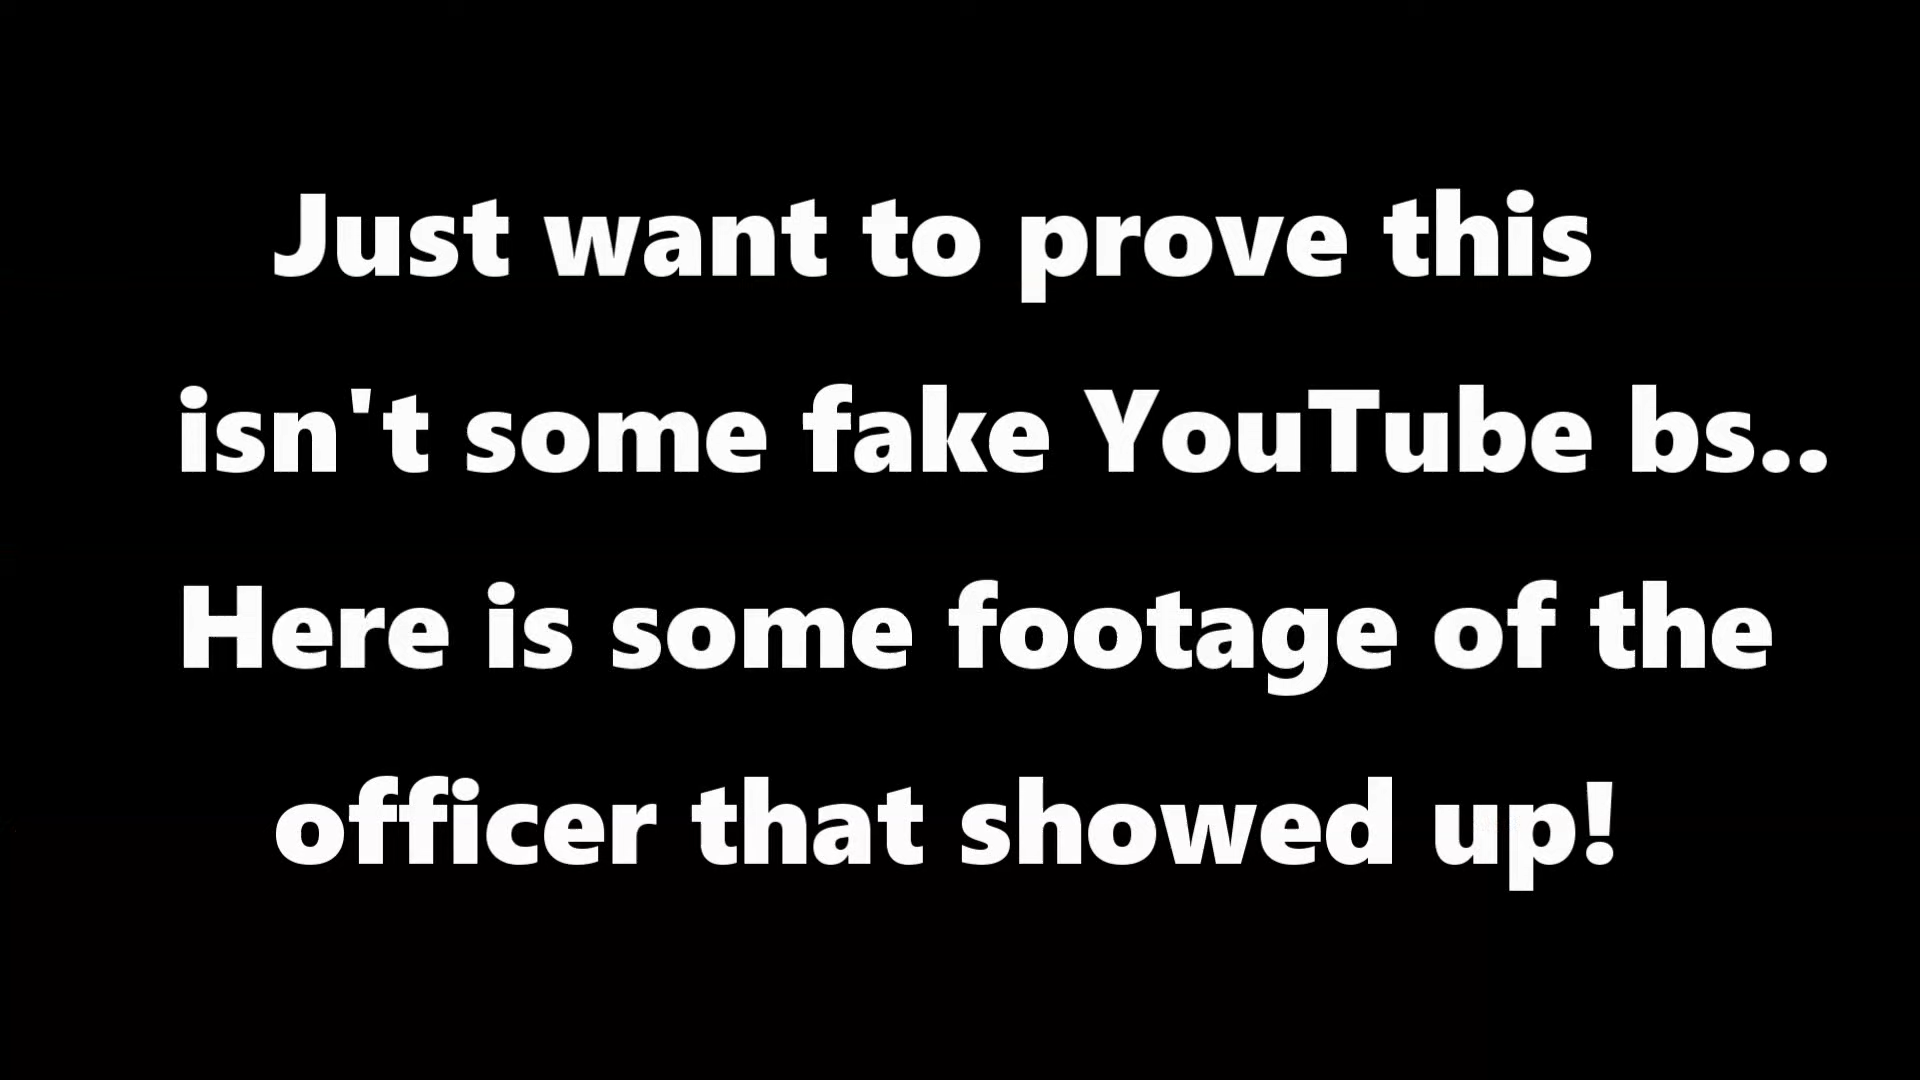 Just want to prove this
isn't some fake YouTube bs..
Here is some footage of the
officer that showed up!